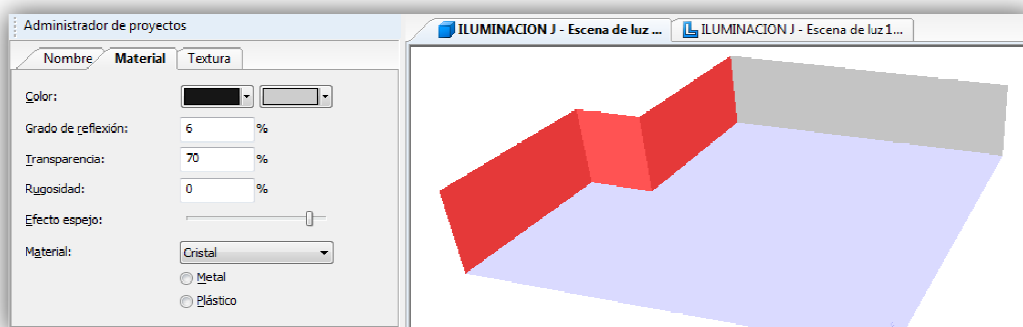 Administrador de proyectos
Nombre Material Textura
Color:
Grado de reflexión: 6 %
Transparencia: 70 %
Rugosidad: 0 %
Efecto espejo:
Material: Cristal
Metal
Plástico
ILUMINACION J - Escena de luz ... ILUMINACION J - Escena de luz 1...